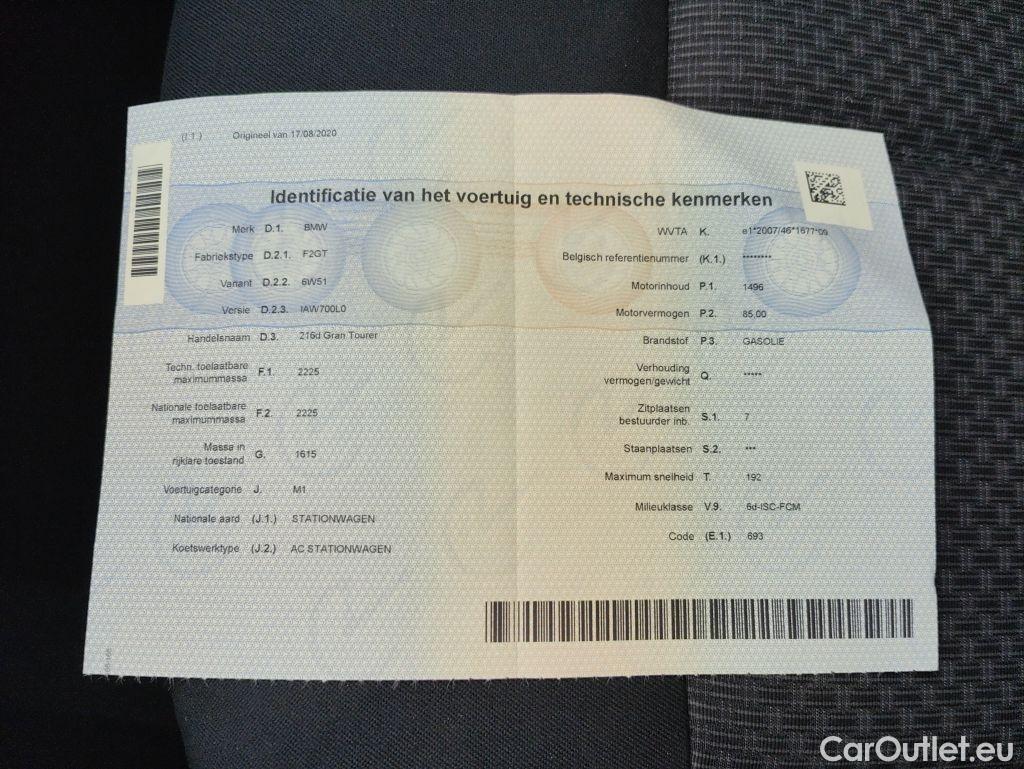 (I.1.) Origineel van 17/08/2020
Identificatie van het voertuig en technische kenmerken
Merk D.1. BMW
Fabriekstype D.2.1. F2GT
Variant D.2.2. 6W51
Versie D.2.3. IAW700L0
Handelsnaam D.3. 216d Gran Tourer
Techn. toelaatbare
maximummassa F.1. 2225
Nationale toelaatbare
maximummassa F.2. 2225
Massa in
rijklare toestand G. 1615
Voertuigcategorie J. M1
Nationale aard (J.1.) STATIONWAGEN
Koetswerktype (J.2.) AC STATIONWAGEN
WVTA K. e1*2007/46*1677*09
Belgisch referentienummer (K.1.) ********
Motorinhoud P.1. 1496
Motorvermogen P.2. 85.00
Brandstof P.3. GASOLIE
Verhouding
vermogen/gewicht Q. *****
Zitplaatsen
bestuurder inb. S.1. 7
Staanplaatsen S.2. ***
Maximum snelheid T. 192
Milieuklasse V.9. 6d-ISC-FCM
Code (E.1.) 693
CarOutlet.eu